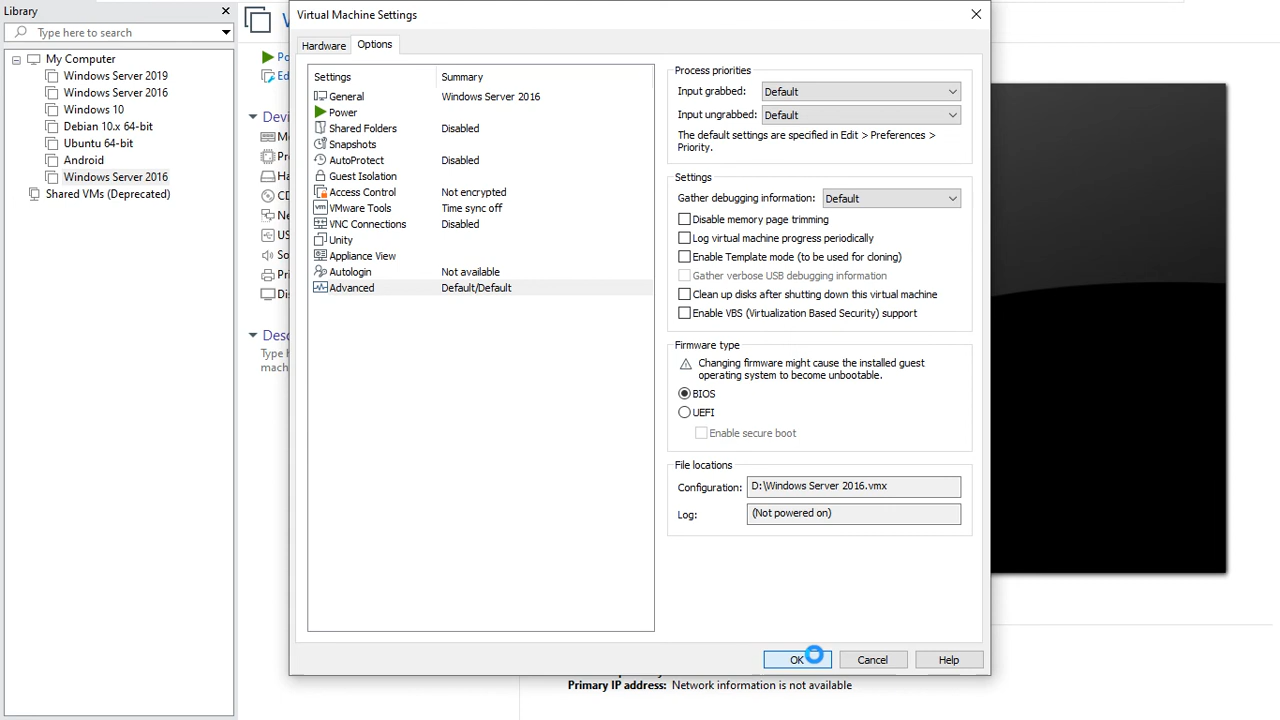 Library
Type here to search
My Computer
Windows Server 2019
Windows Server 2016
Windows 10
Debian 10.x 64-bit
Ubuntu 64-bit
Android
Windows Server 2016
Shared VMs (Deprecated)
Virtual Machine Settings
Hardware
Options
Settings
Summary
General
Windows Server 2016
Power
Shared Folders
Disabled
Snapshots
AutoProtect
Disabled
Guest Isolation
Access Control
Not encrypted
VMware Tools
Time sync off
VNC Connections
Disabled
Unity
Appliance View
Autologin
Not available
Advanced
Default/Default
Process priorities
Input grabbed:
Default
Input ungrabbed:
Default
The default settings are specified in Edit > Preferences >
Priority.
Settings
Gather debugging information:
Default
Disable memory page trimming
Log virtual machine progress periodically
Enable Template mode (to be used for cloning)
Gather verbose USB debugging information
Clean up disks after shutting down this virtual machine
Enable VBS (Virtualization Based Security) support
Firmware type
Changing firmware might cause the installed guest
operating system to become unbootable.
BIOS
UEFI
Enable secure boot
File locations
Configuration:
D:\Windows Server 2016.vmx
Log:
(Not powered on)
OK
Cancel
Help
Primary IP address: Network information is not available